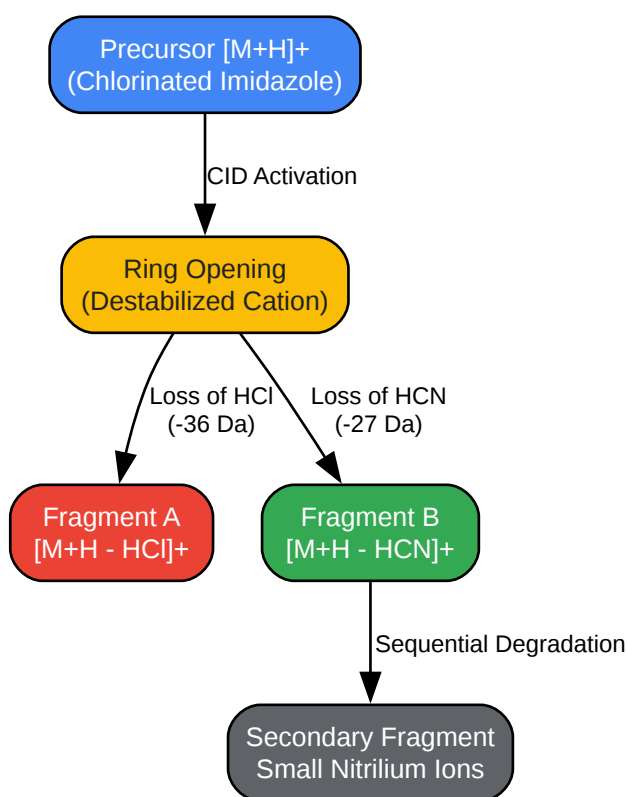 Precursor [M+H]+
(Chlorinated Imidazole)
CID Activation
Ring Opening
(Destabilized Cation)
Loss of HCl
(-36 Da)
Loss of HCN
(-27 Da)
Fragment A
[M+H - HCl]+
Fragment B
[M+H - HCN]+
Sequential Degradation
Secondary Fragment
Small Nitrilium Ions